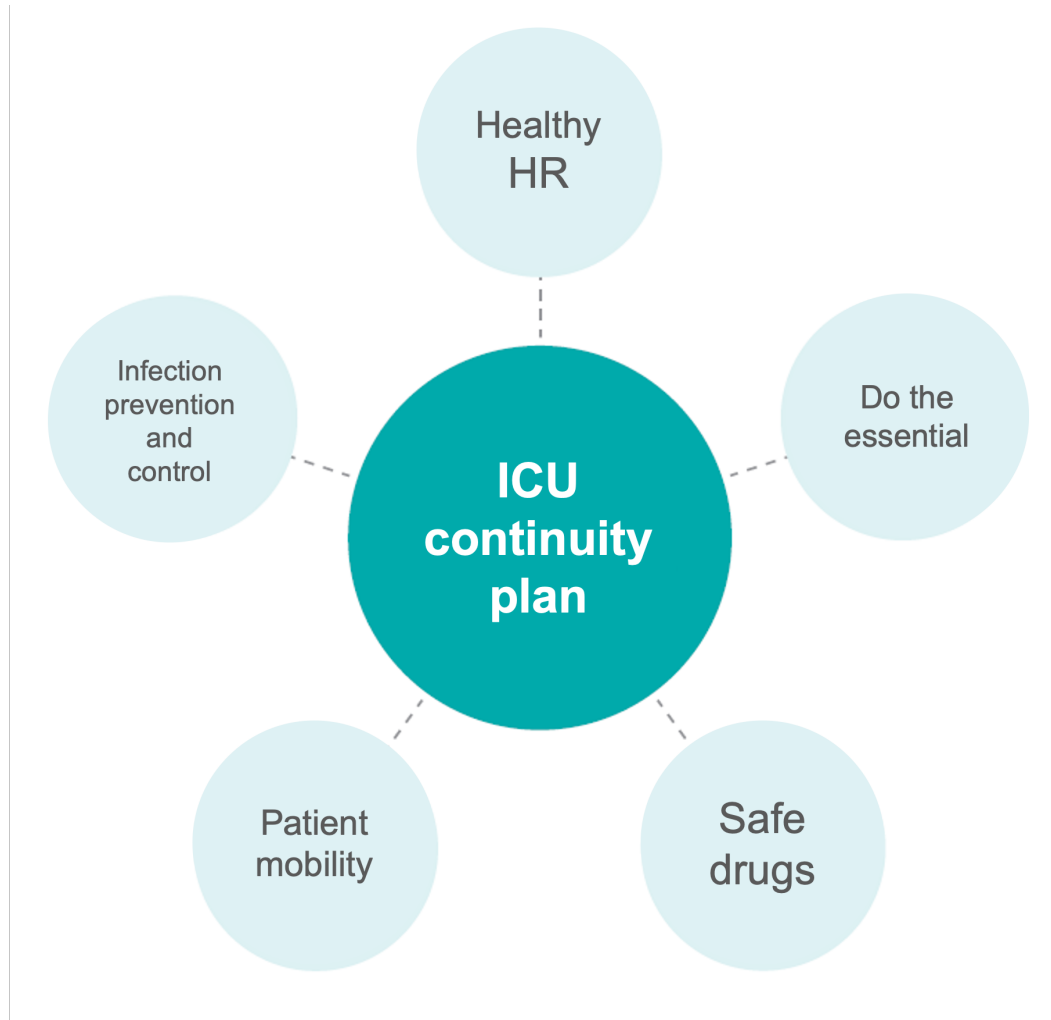 Healthy
HR
Do the
essential
Safe
drugs
Patient
mobility
Infection
prevention
and
control
ICU
continuity
plan